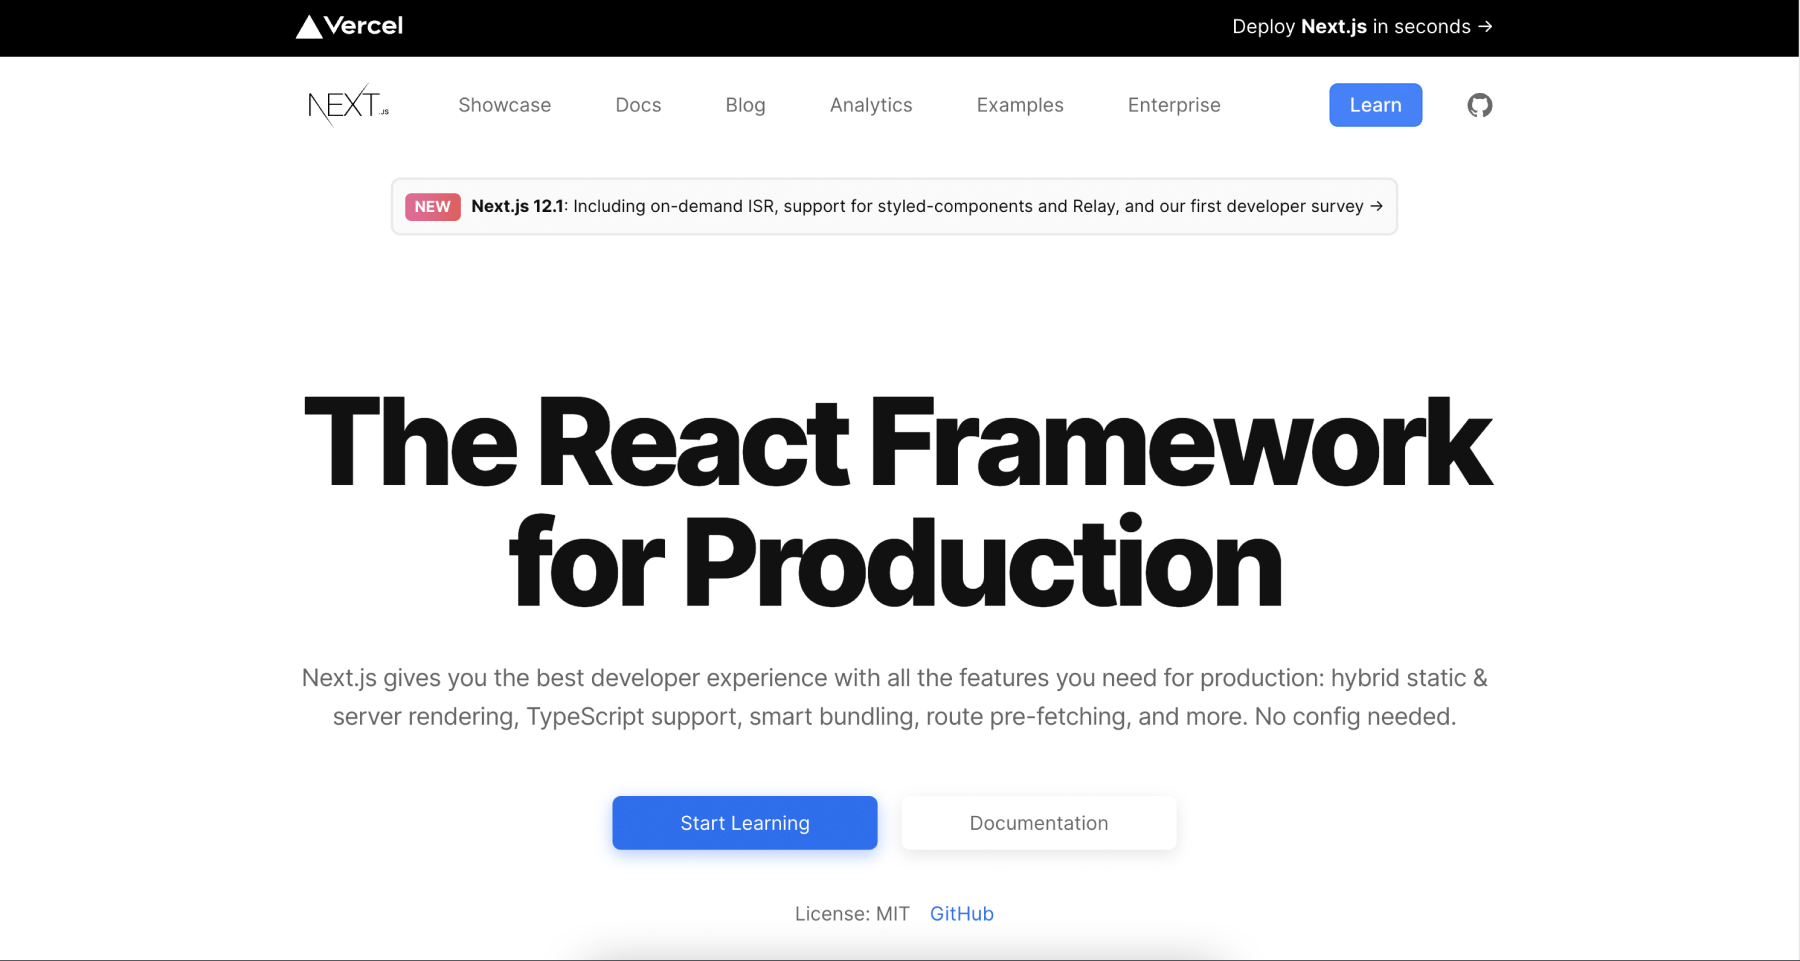 Vercel
Deploy Next.js in seconds →
NEXT.JS
Showcase
Docs
Blog
Analytics
Examples
Enterprise
Learn
NEW Next.js 12.1: Including on-demand ISR, support for styled-components and Relay, and our first developer survey →
The React Framework
for Production
Next.js gives you the best developer experience with all the features you need for production: hybrid static &
server rendering, TypeScript support, smart bundling, route pre-fetching, and more. No config needed.
Start Learning
Documentation
License: MIT GitHub